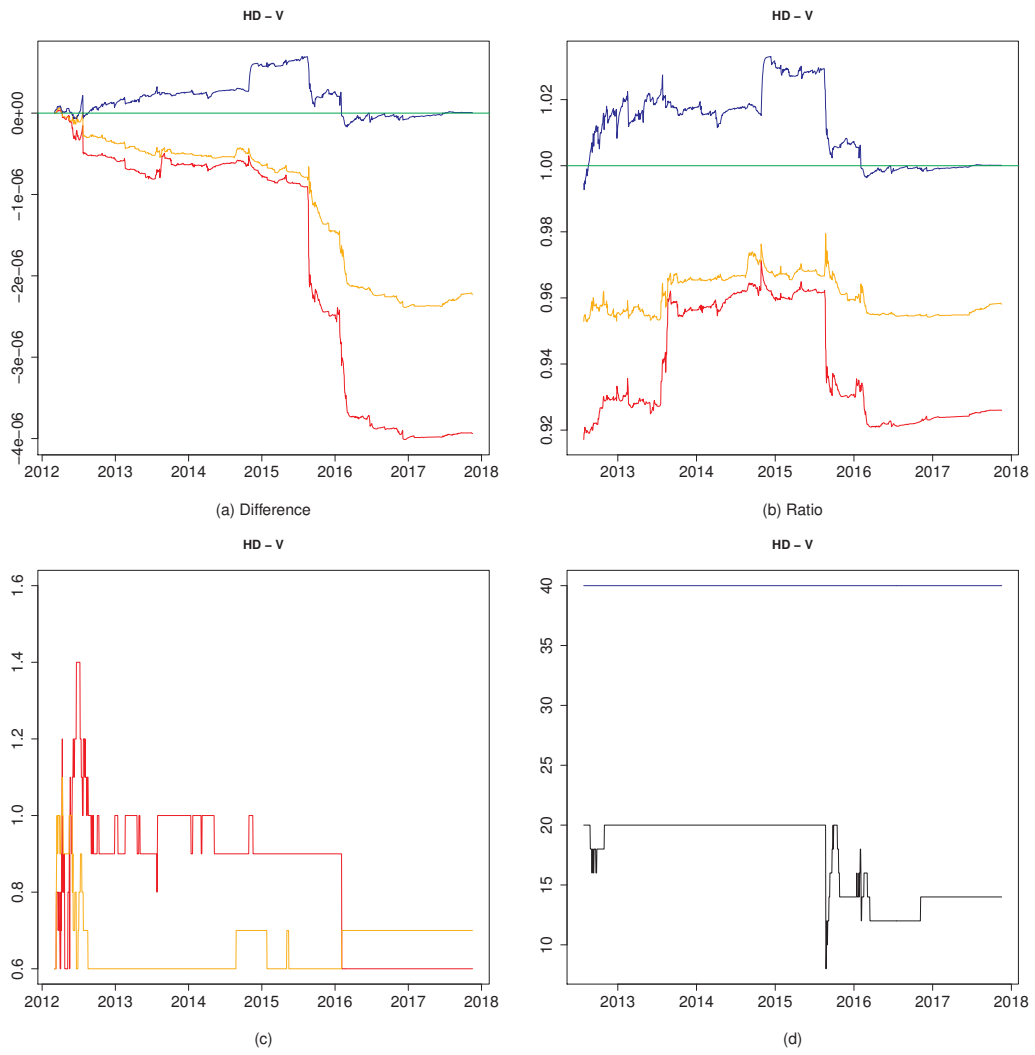 HD − V
0e+00
−1e−06
−2e−06
−3e−06
−4e−06
2012 2013 2014 2015 2016 2017 2018
(a) Difference
HD − V
1.02
1.00
0.98
0.96
0.94
0.92
2013 2014 2015 2016 2017 2018
(b) Ratio
HD − V
1.6
1.4
1.2
1.0
0.8
0.6
2012 2013 2014 2015 2016 2017 2018
(c)
HD − V
40
35
30
25
20
15
10
2013 2014 2015 2016 2017 2018
(d)